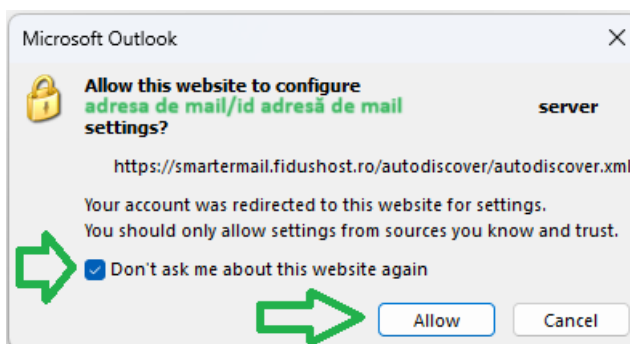 Microsoft Outlook
Allow this website to configure
adresa de mail/id adresă de mail server
settings?
https://smartermail.fidushost.ro/autodiscover/autodiscover.xml
Your account was redirected to this website for settings.
You should only allow settings from sources you know and trust.
Don't ask me about this website again
Allow Cancel